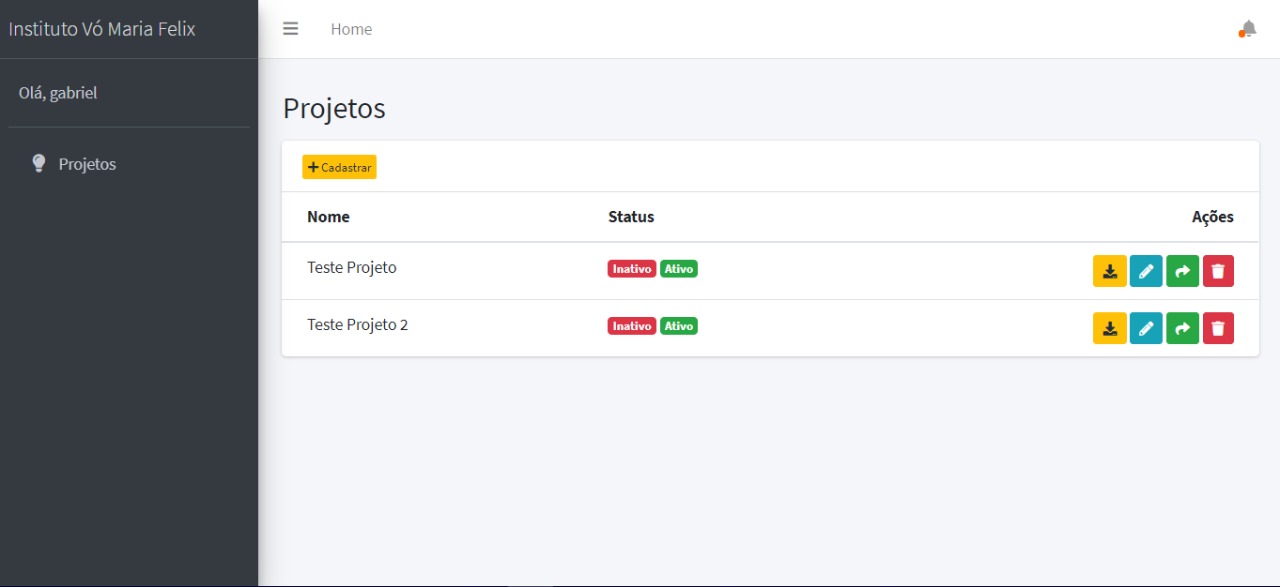 Instituto Vó Maria Felix
Home
Olá, gabriel
Projetos
Projetos
Cadastrar
Nome Status Ações
Teste Projeto Inativo Ativo
Teste Projeto 2 Inativo Ativo